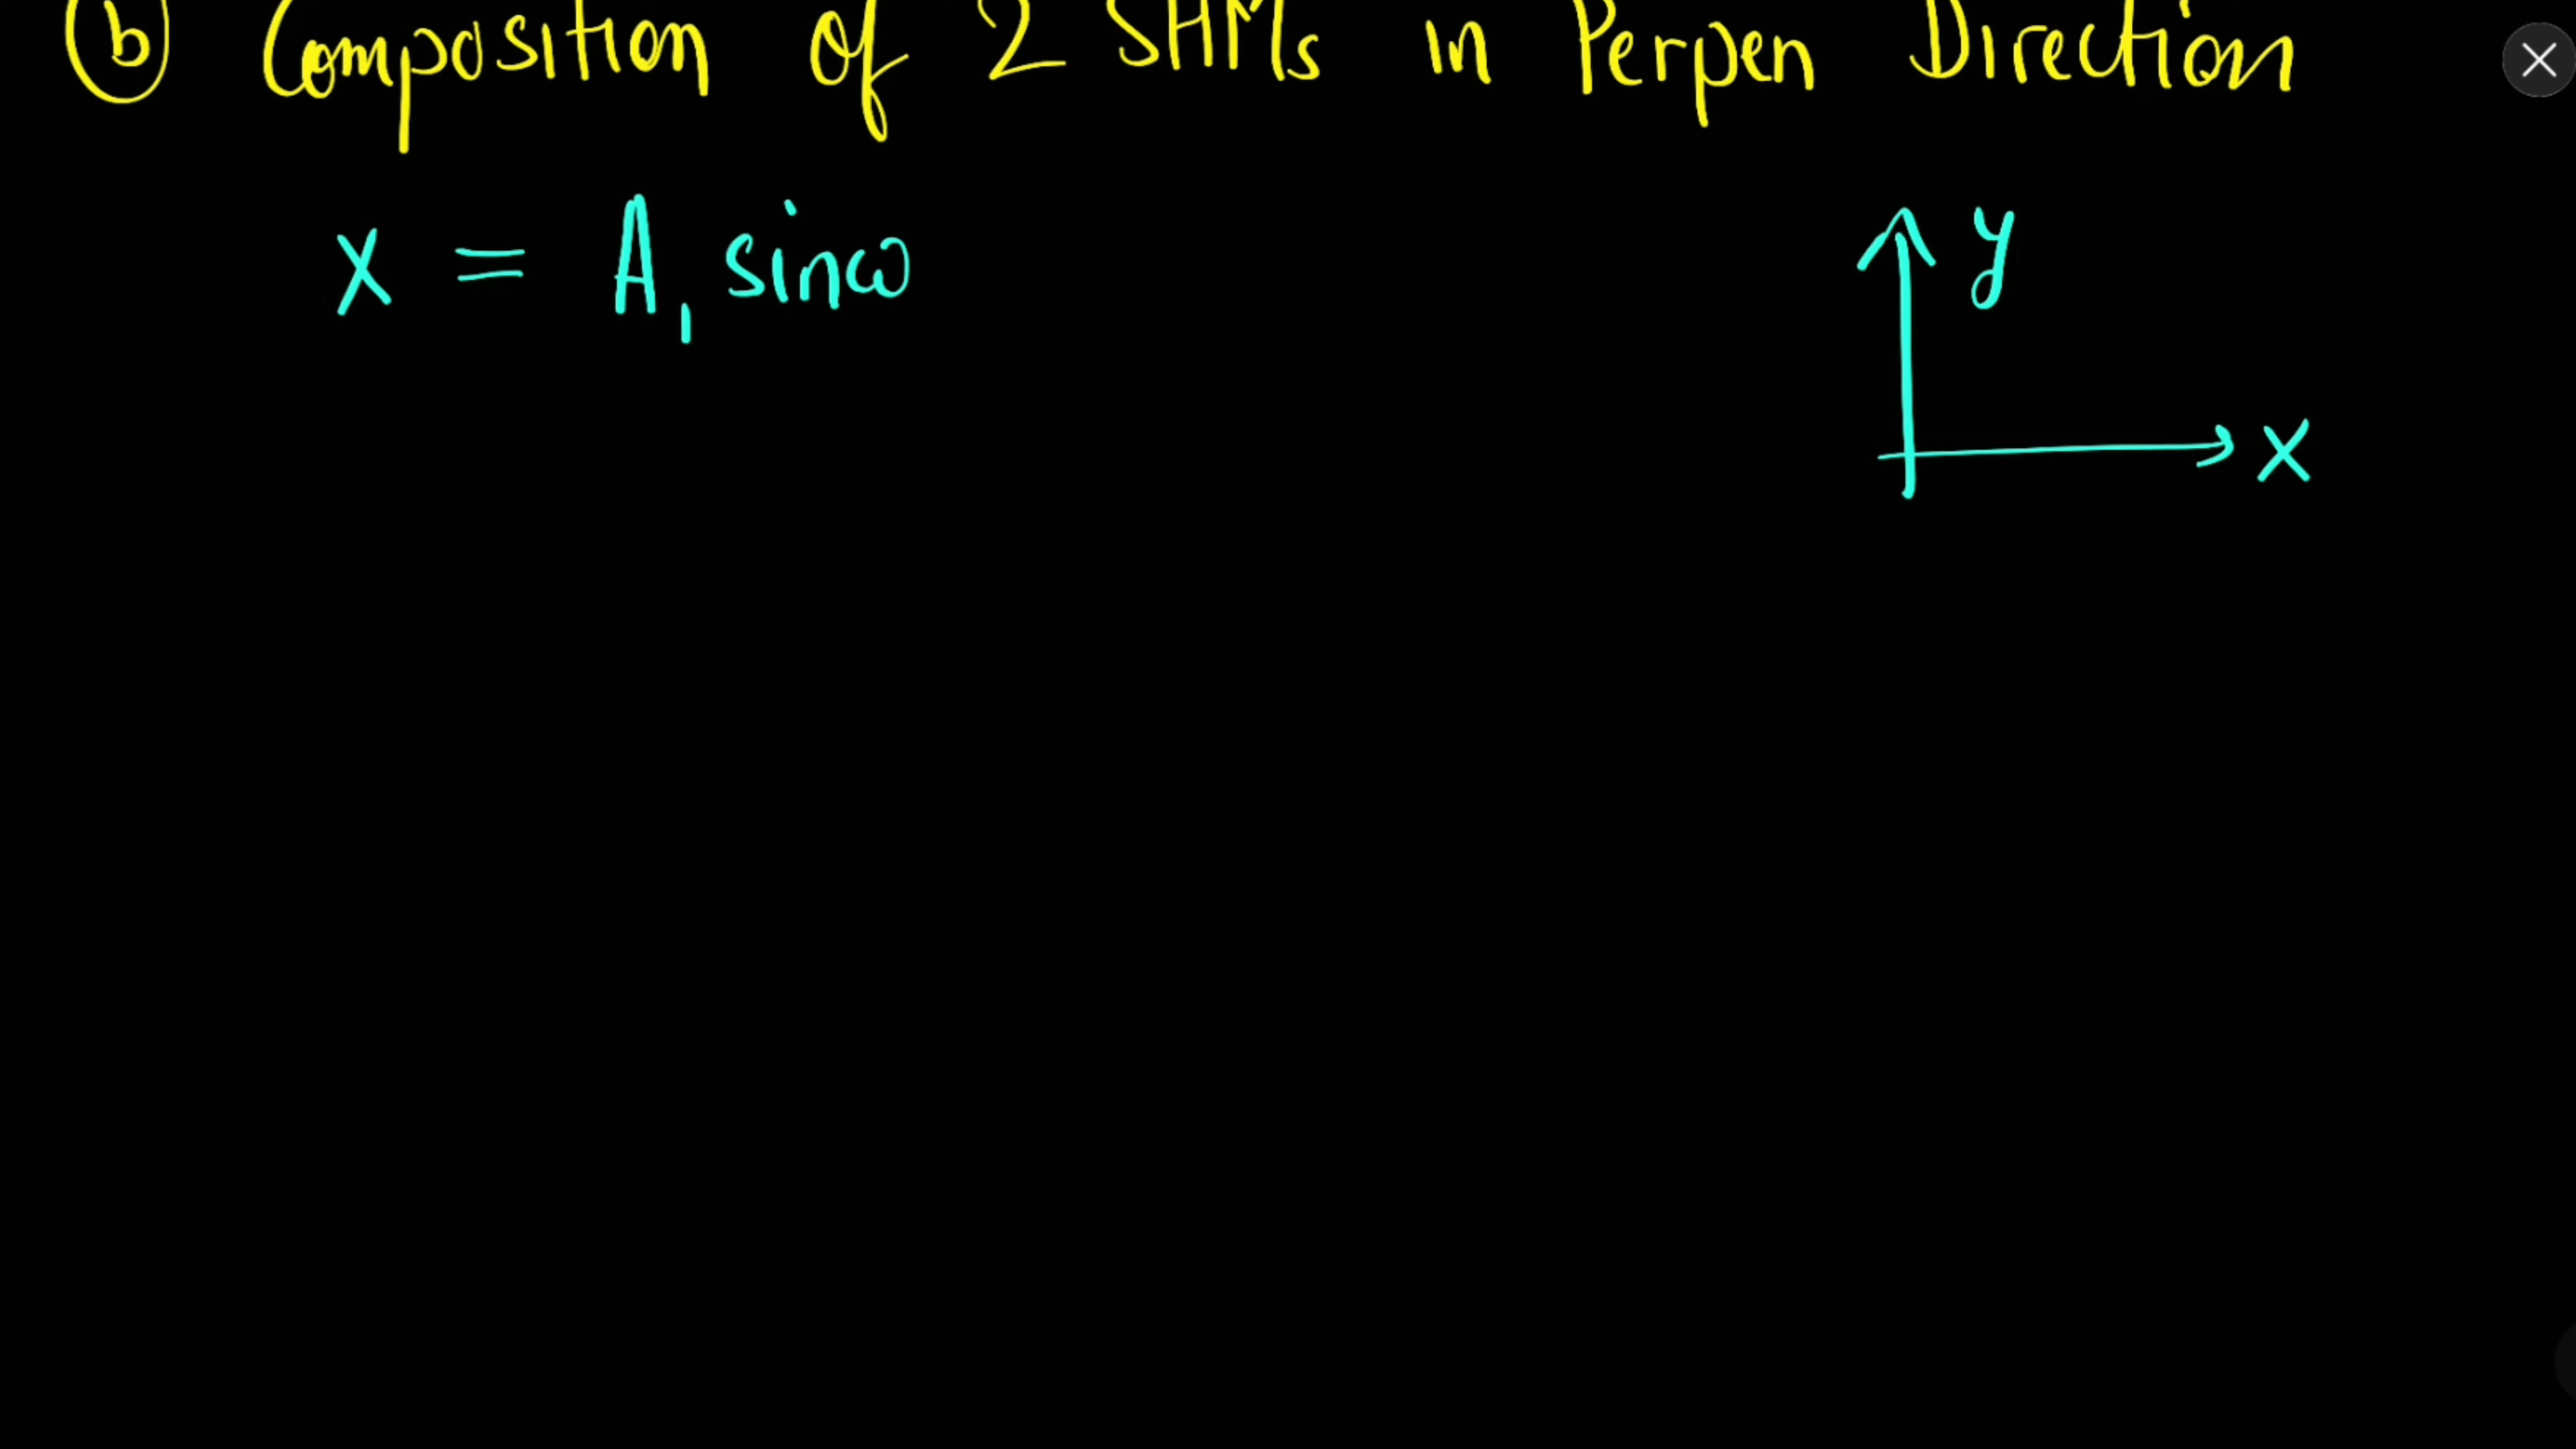 b Composition of 2 SHMs in Perpen Direction
x = A₁ sinω
y
x